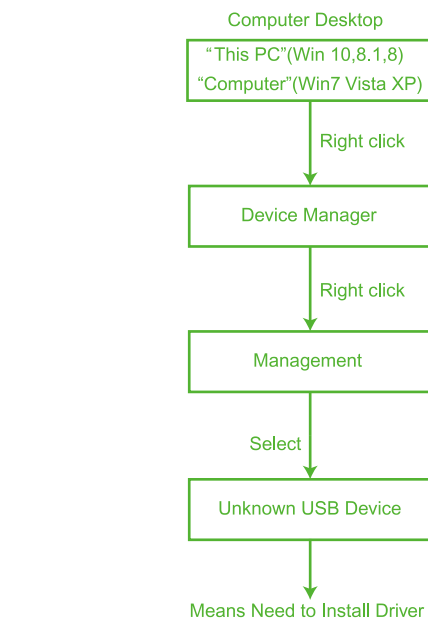 Computer Desktop
“This PC”(Win 10,8.1,8)
“Computer”(Win7 Vista XP)
Right click
Device Manager
Right click
Management
Select
Unknown USB Device
Means Need to Install Driver